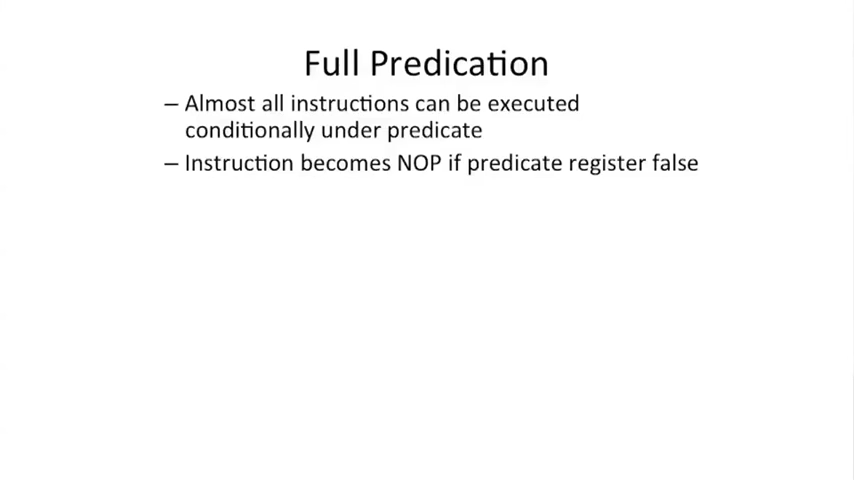 Full Predication
– Almost all instructions can be executed
conditionally under predicate
– Instruction becomes NOP if predicate register false